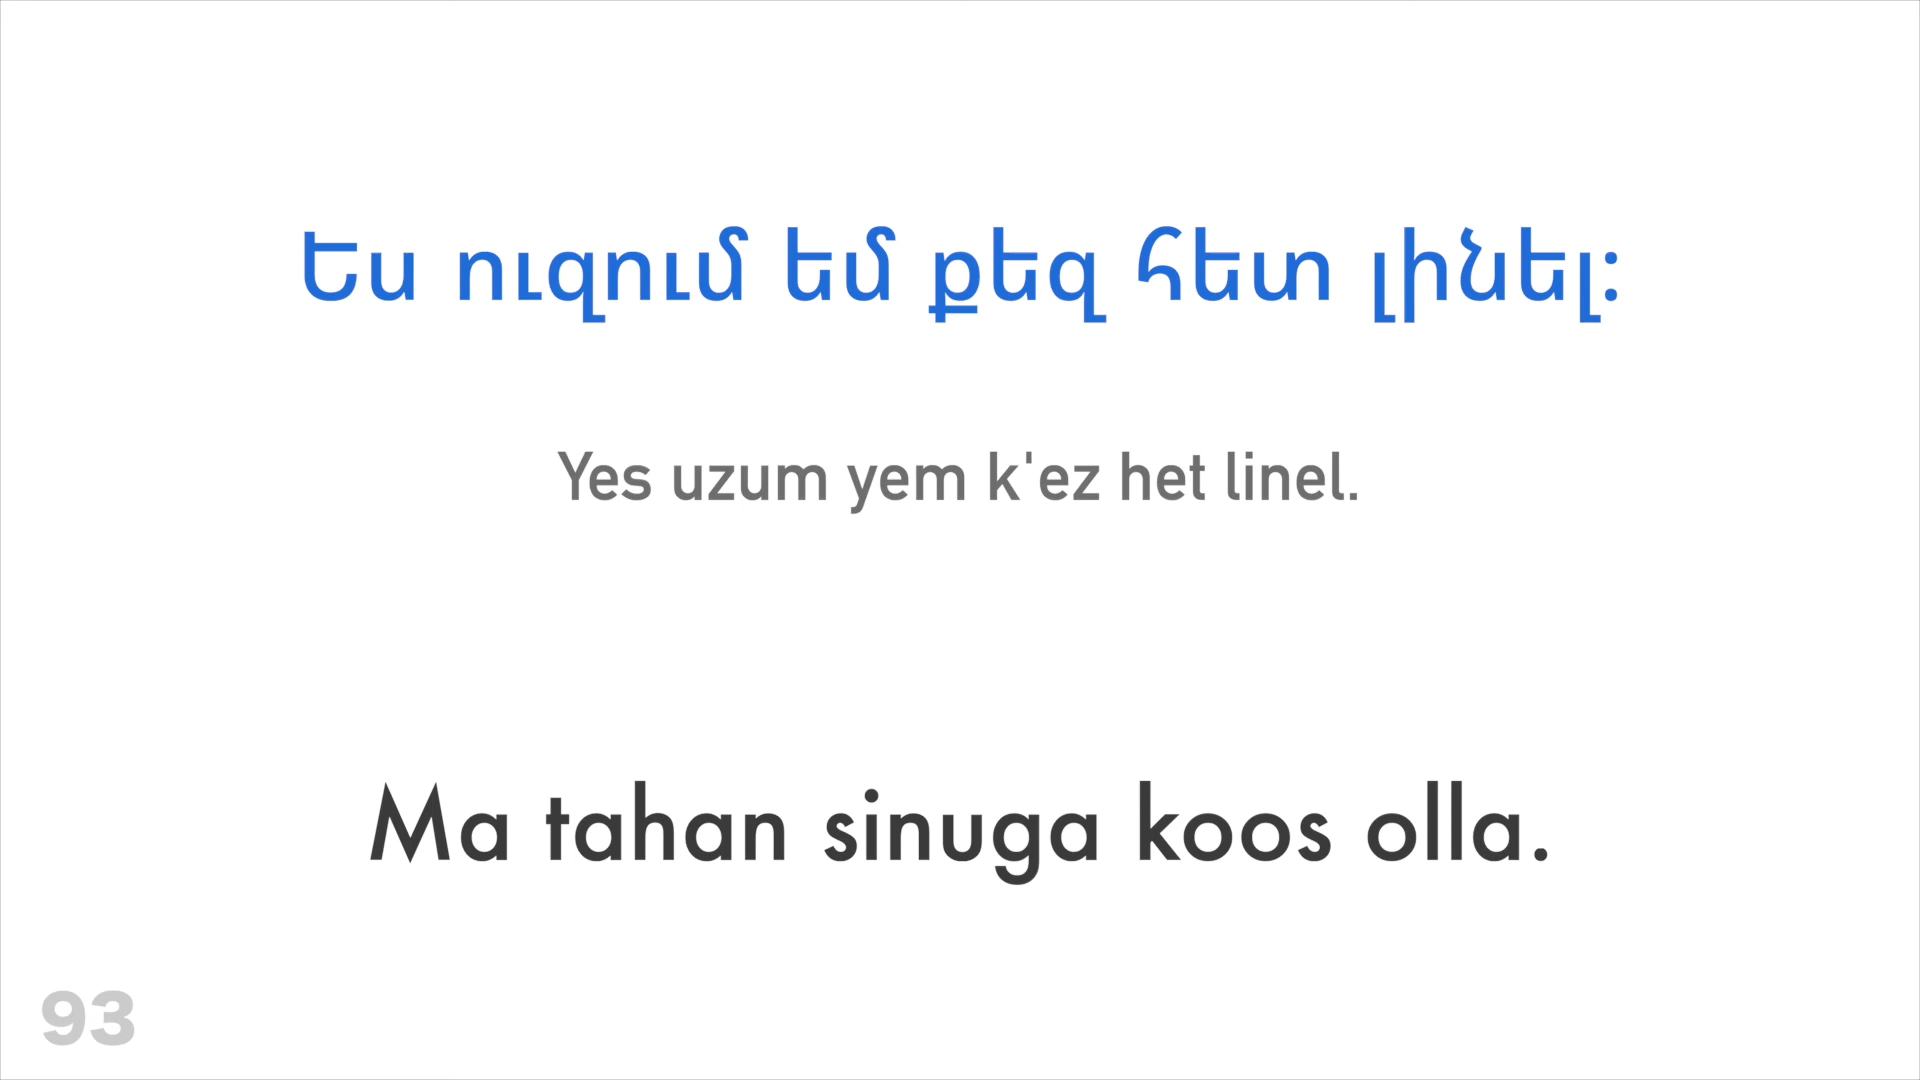 Ես ուզում եմ քեզ հետ լինել:
Yes uzum yem k'ez het linel.
Ma tahan sinuga koos olla.
93